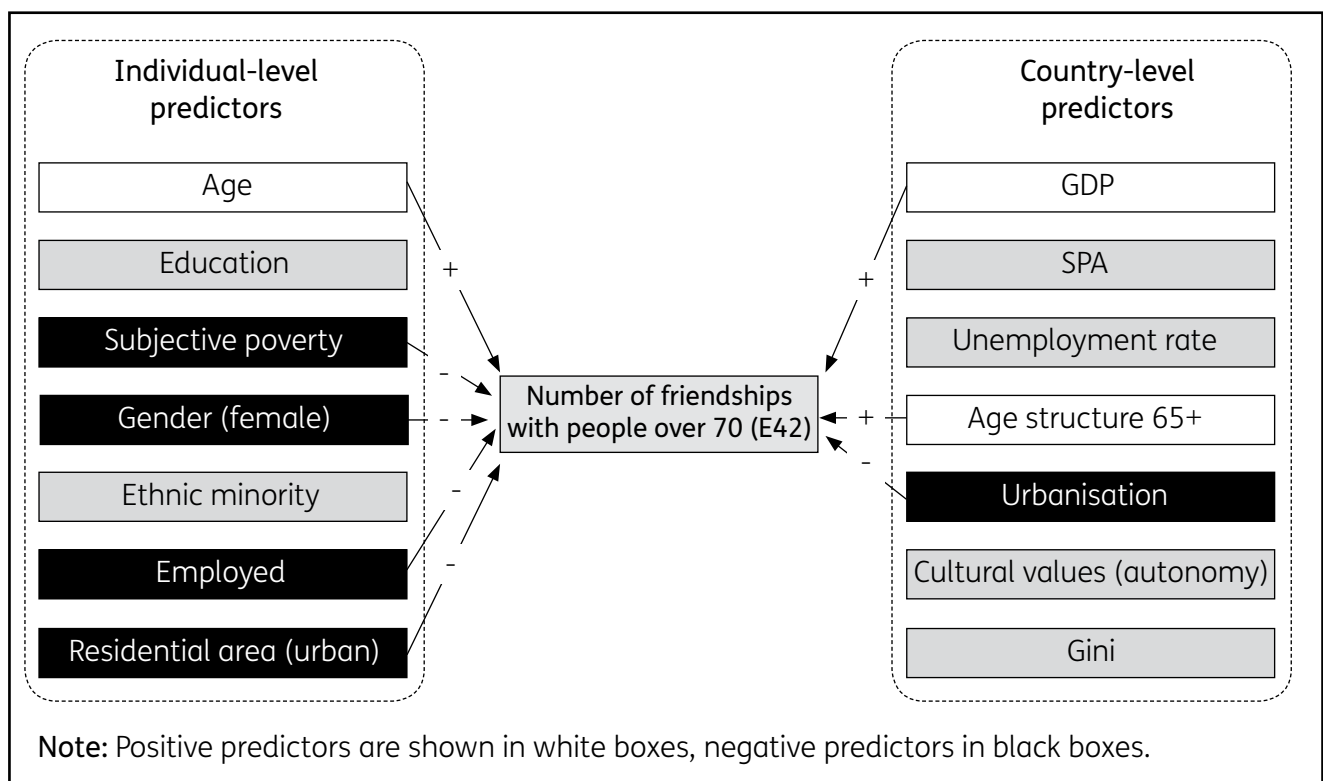 Individual-level
predictors
Age
Education
Subjective poverty
Gender (female)
Ethnic minority
Employed
Residential area (urban)
+
-
-
-
-
Number of friendships
with people over 70 (E42)
+
+
-
Country-level
predictors
GDP
SPA
Unemployment rate
Age structure 65+
Urbanisation
Cultural values (autonomy)
Gini
Note: Positive predictors are shown in white boxes, negative predictors in black boxes.